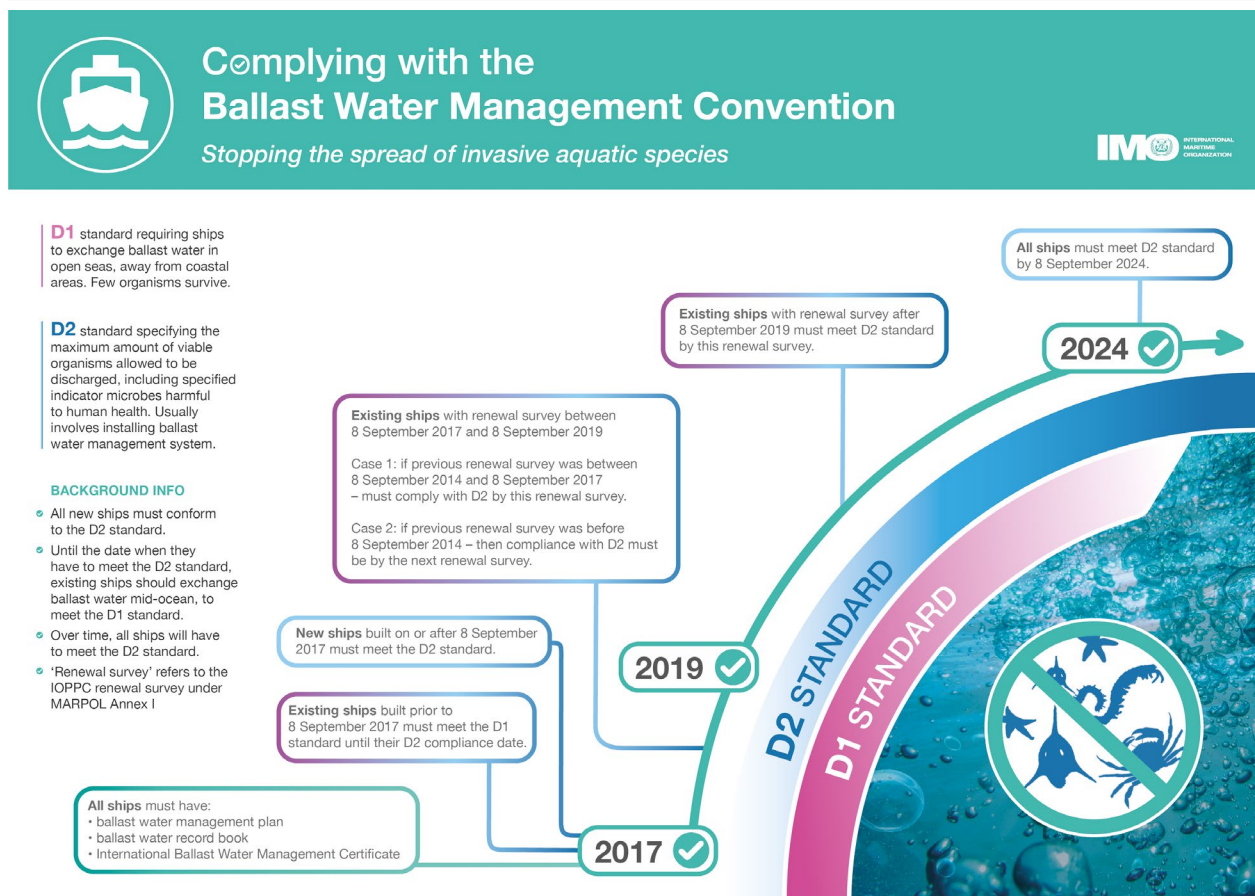 Complying with the
Ballast Water Management Convention
Stopping the spread of invasive aquatic species
IMO
INTERNATIONAL
MARITIME
ORGANIZATION
D1 standard requiring ships
to exchange ballast water in
open seas, away from coastal
areas. Few organisms survive.
D2 standard specifying the
maximum amount of viable
organisms allowed to be
discharged, including specified
indicator microbes harmful
to human health. Usually
involves installing ballast
water management system.
BACKGROUND INFO
All new ships must conform
to the D2 standard.
Until the date when they
have to meet the D2 standard,
existing ships should exchange
ballast water mid-ocean, to
meet the D1 standard.
Over time, all ships will have
to meet the D2 standard.
‘Renewal survey’ refers to the
IOPPC renewal survey under
MARPOL Annex I
All ships must meet D2 standard
by 8 September 2024.
2024
Existing ships with renewal survey after
8 September 2019 must meet D2 standard
by this renewal survey.
Existing ships with renewal survey between
8 September 2017 and 8 September 2019
Case 1: if previous renewal survey was between
8 September 2014 and 8 September 2017
– must comply with D2 by this renewal survey.
Case 2: if previous renewal survey was before
8 September 2014 – then compliance with D2 must
be by the next renewal survey.
2019
New ships built on or after 8 September
2017 must meet the D2 standard.
Existing ships built prior to
8 September 2017 must meet the D1
standard until their D2 compliance date.
All ships must have:
• ballast water management plan
• ballast water record book
• International Ballast Water Management Certificate
2017
D2 STANDARD
D1 STANDARD